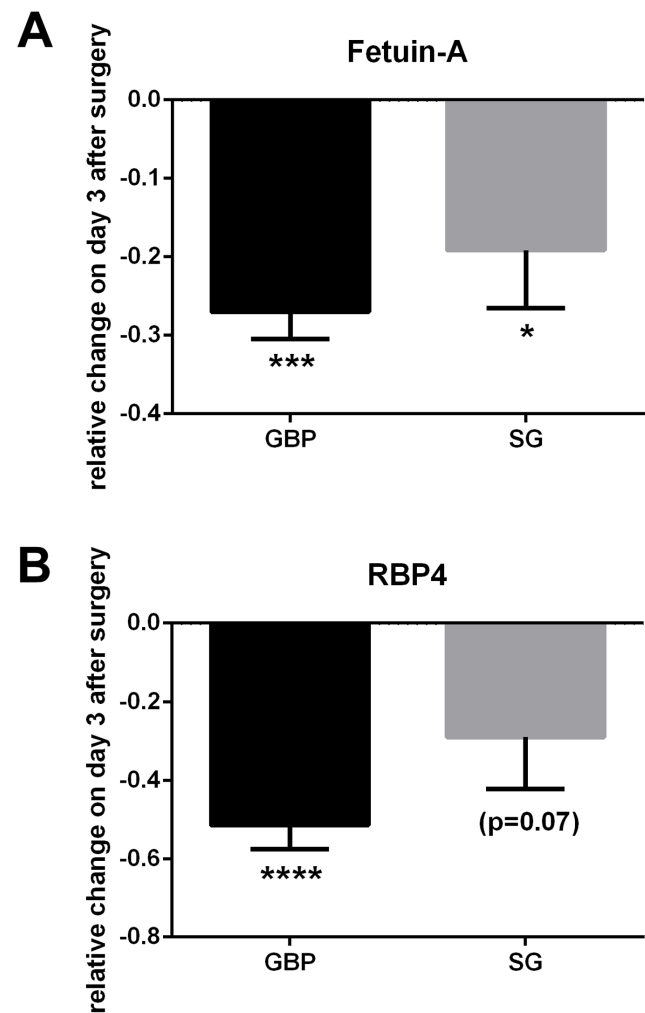 A
Fetuin-A
relative change on day 3 after surgery
0.0
-0.1
-0.2
-0.3
-0.4
***
*
GBP SG
B
RBP4
relative change on day 3 after surgery
0.0
-0.2
-0.4
-0.6
-0.8
(p=0.07)
****
GBP SG